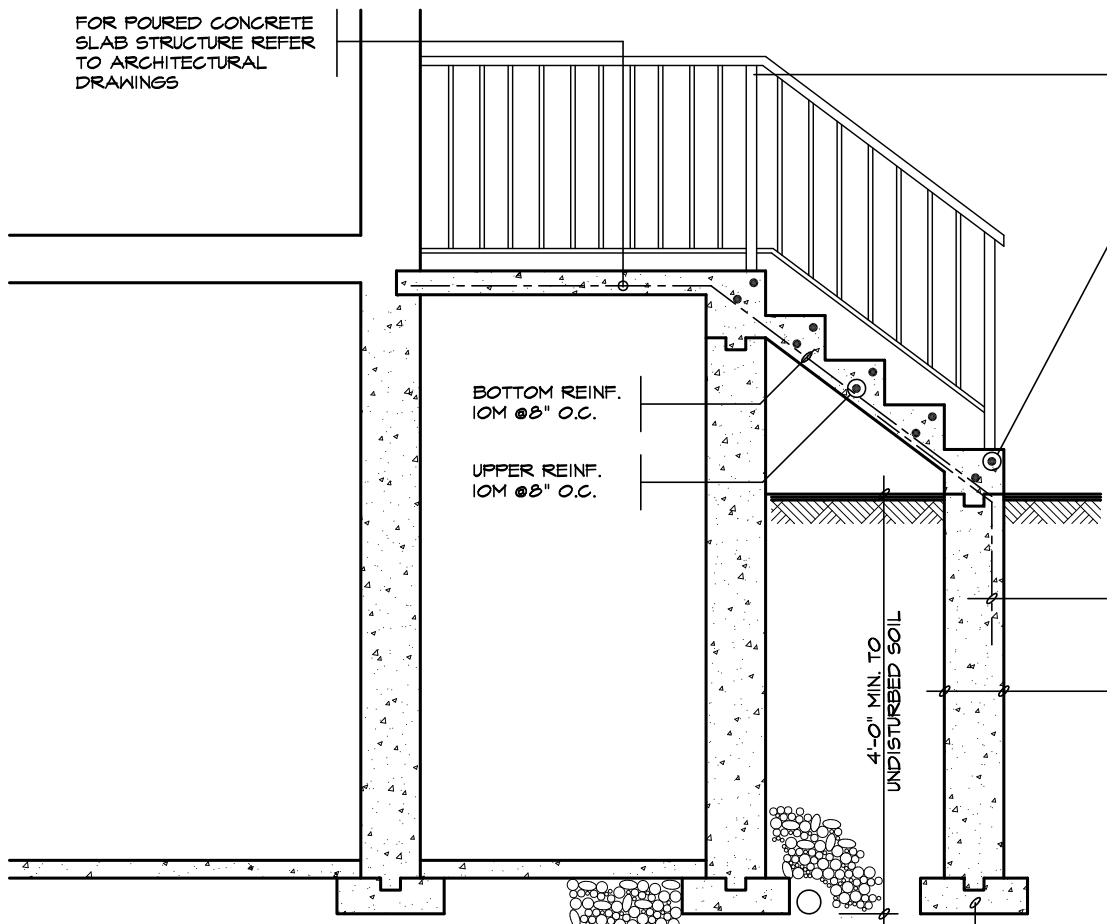 FOR POURED CONCRETE
SLAB STRUCTURE REFER
TO ARCHITECTURAL
DRAWINGS
BOTTOM REINF.
10M @8" O.C.
UPPER REINF.
10M @8" O.C.
4'-0" MIN. TO
UNDISTURBED SOIL